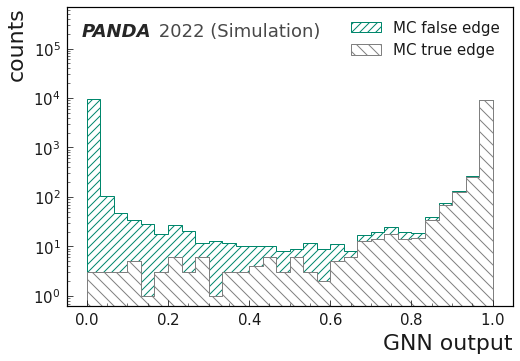 counts
PANDA 2022 (Simulation)
MC false edge
MC true edge
10⁵
10⁴
10³
10²
10¹
10⁰
0.0 0.2 0.4 0.6 0.8 1.0
GNN output